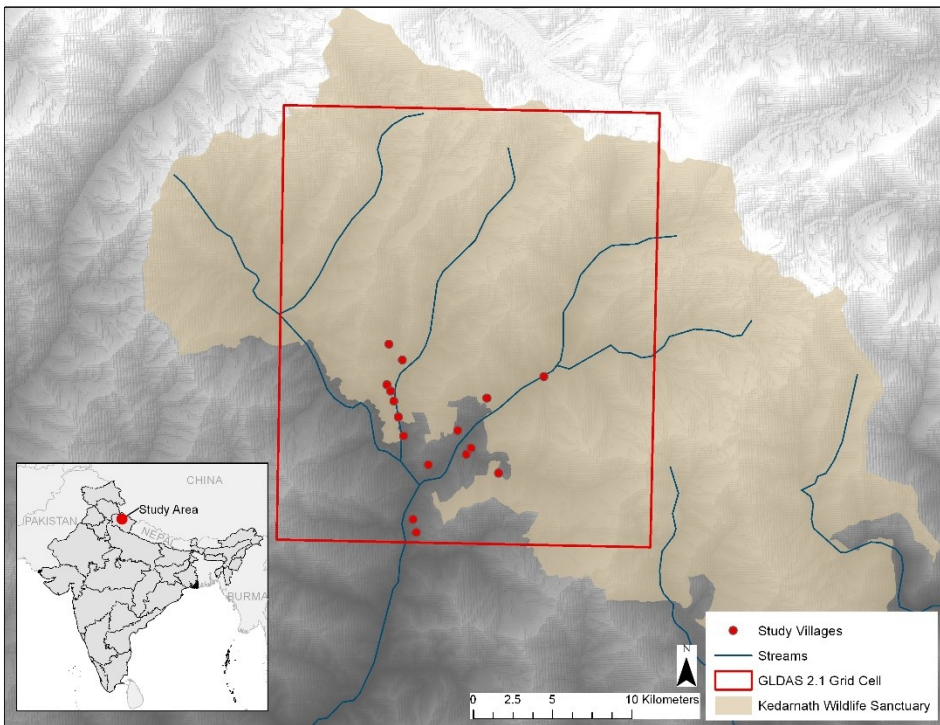 CHINA
PAKISTAN
Study Area
NEPAL
BURMA
Study Villages
Streams
GLDAS 2.1 Grid Cell
Kedarnath Wildlife Sanctuary
N
0 2.5 5 10 Kilometers